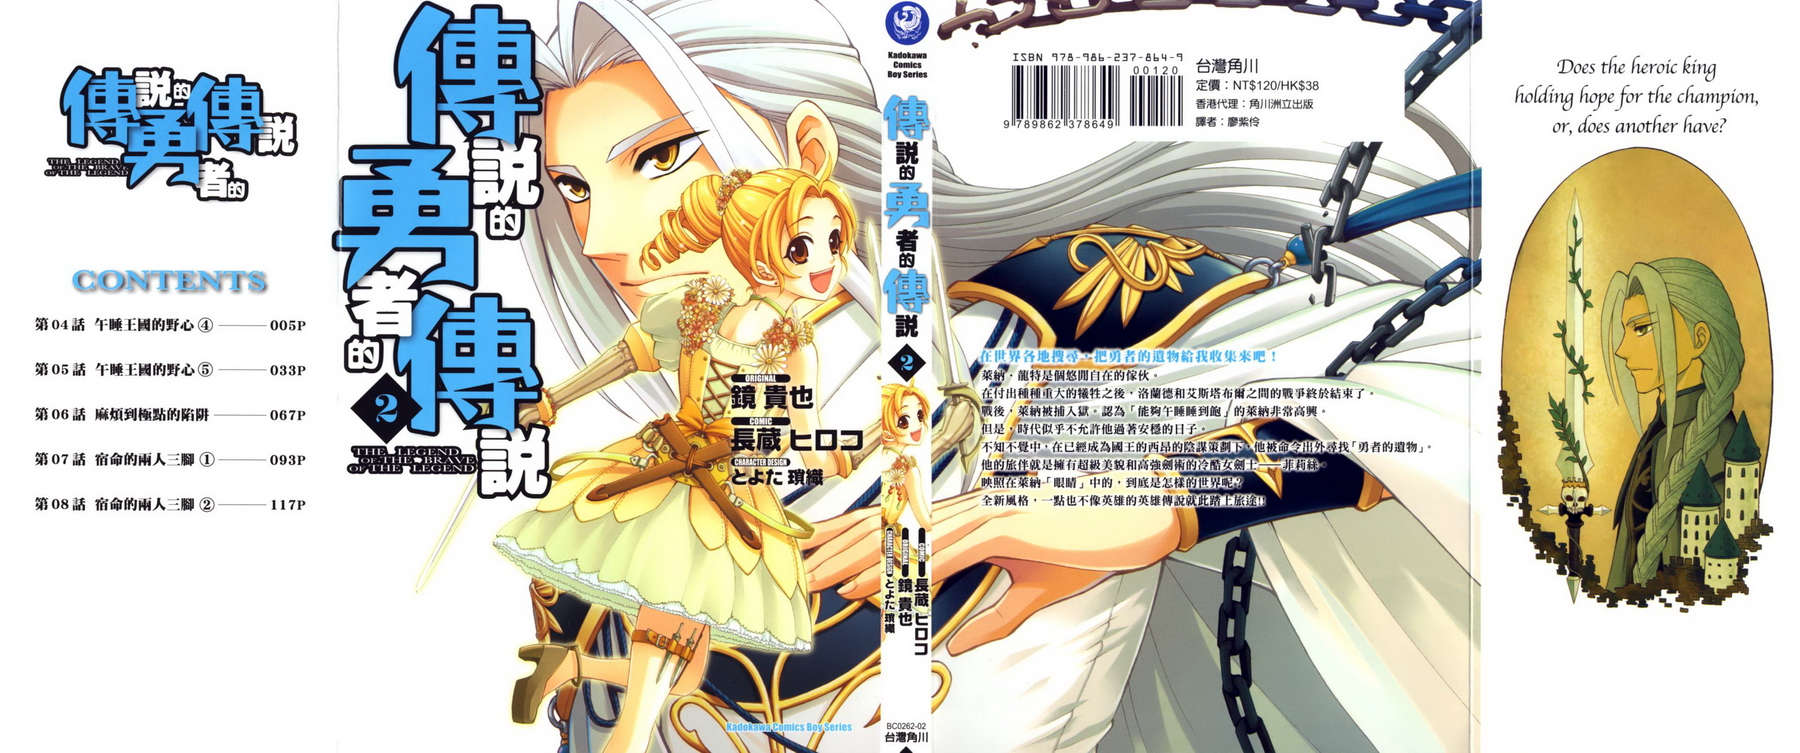 傳說的勇者的傳說
THE LEGEND
OF THE BRAVE
OF THE LEGEND
CONTENTS
第04話 午睡王國的野心④ 005P
第05話 午睡王國的野心⑤ 033P
第06話 麻煩到極點的陷阱 067P
第07話 宿命的兩人三腳① 093P
第08話 宿命的兩人三腳② 117P
傳說的勇者的傳說
2
THE LEGEND
OF THE BRAVE
OF THE LEGEND
ORIGINAL
鏡 貴也
COMIC
長蔵 ヒロコ
CHARACTER DESIGN
とよた 瑣織
Kadokawa Comics Boy Series
Kadokawa
Comics
Boy Series
傳說的勇者的傳說
2
COMIC
長蔵 ヒロコ
ORIGINAL
鏡 貴也
CHARACTER DESIGN
とよた 瑣織
BC0262-02
台灣角川
ISBN 978-986-237-864-9
00120
9 789862 378649
台灣角川
定價：NT$120/HK$38
香港代理：角川洲立出版
譯者：廖紫伶
在世界各地搜尋，把勇者的遺物給我收集來吧！
萊納．龍特是個悠閒自在的傢伙。
在付出種種重大的犧牲之後，洛蘭德和艾斯塔布爾之間的戰爭終於結束了。
戰後，萊納被捕入獄。認為「能夠午睡睡到飽」的萊納非常高興。
但是，時代似乎不允許他過著安穩的日子。
不知不覺中，在已經成為國王的西昂的陰謀策劃下，他被命令出外尋找「勇者的遺物」。
他的旅伴就是擁有超級美貌和高強劍術的冷酷女劍士——菲莉絲。
映照在萊納「眼睛」中的，到底是怎樣的世界呢？
全新風格，一點也不像英雄的英雄傳說就此踏上旅途!!
Does the heroic king
holding hope for the champion,
or, does another have?